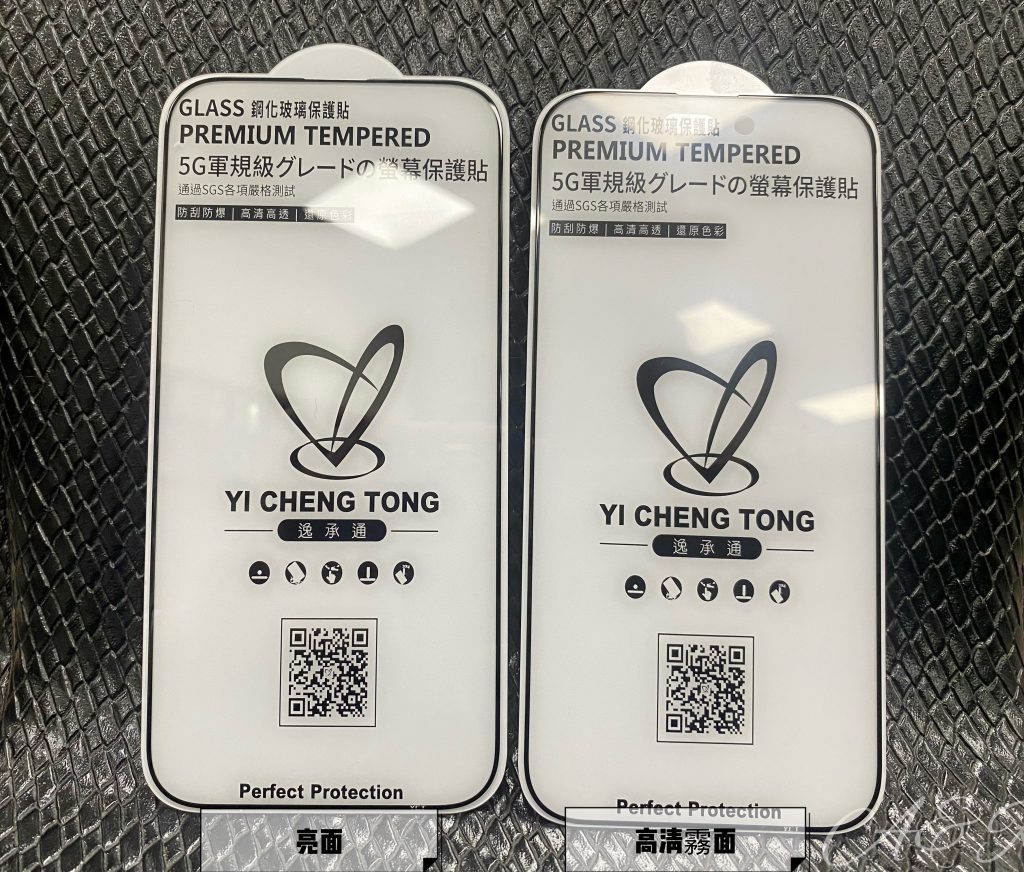 GLASS 鋼化玻璃保護貼
PREMIUM TEMPERED
5G軍規級グレードの螢幕保護貼
通過SGS各項嚴格測試
防刮防爆 | 高清高透 | 還原色彩
YI CHENG TONG
逸承通
Perfect Protection
亮面
GLASS 鋼化玻璃保護貼
PREMIUM TEMPERED
5G軍規級グレードの螢幕保護貼
通過SGS各項嚴格測試
防刮防爆 | 高清高透 | 還原色彩
YI CHENG TONG
逸承通
Perfect Protection
高清霧面